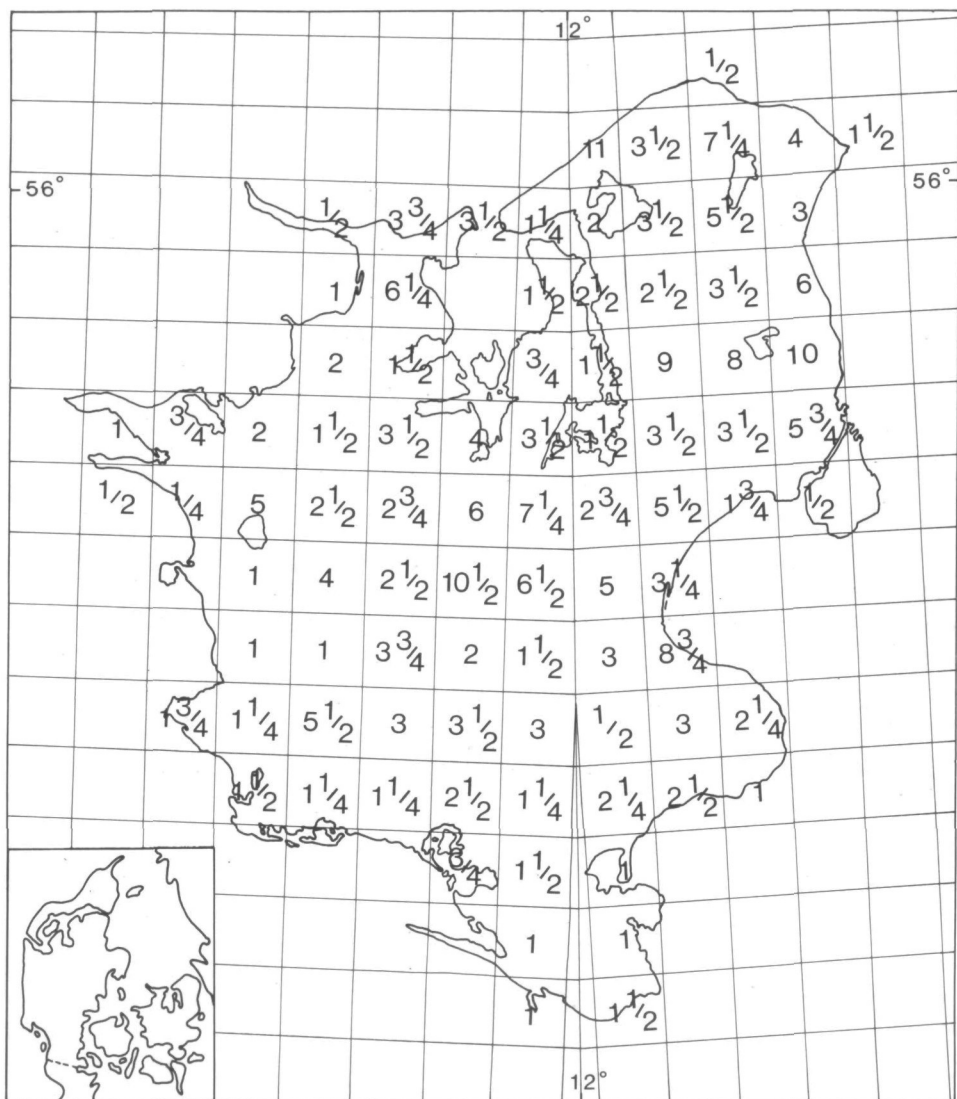 12°
1/2
11 3 1/2 7 1/4 4 1 1/2
56° 56°
1/2 3 3/4 3 1/2 1 1/4 2 3 1/2 5 1/2 3
1 6 1/4 1 1/2 2 1/2 2 1/2 3 1/2 6
2 1 1/2 3/4 1 1/2 9 8 10
1 3/4 2 1 1/2 3 1/2 4 3 1/2 1 1/2 3 1/2 3 1/2 5 3/4
1/2 1/4 5 2 1/2 2 3/4 6 7 1/4 2 3/4 5 1/2 1 3/4 1/2
1 4 2 1/2 10 1/2 6 1/2 5 3 1/4
1 1 3 3/4 2 1 1/2 3 8 3/4
1 3/4 1 1/4 5 1/2 3 3 1/2 3 1/2 3 2 1/4
1 1/2 1 1/4 1 1/4 2 1/2 1 1/4 2 1/4 2 1/2 1
3/4 1 1/2 1
1 1
1 1 1/2
12°